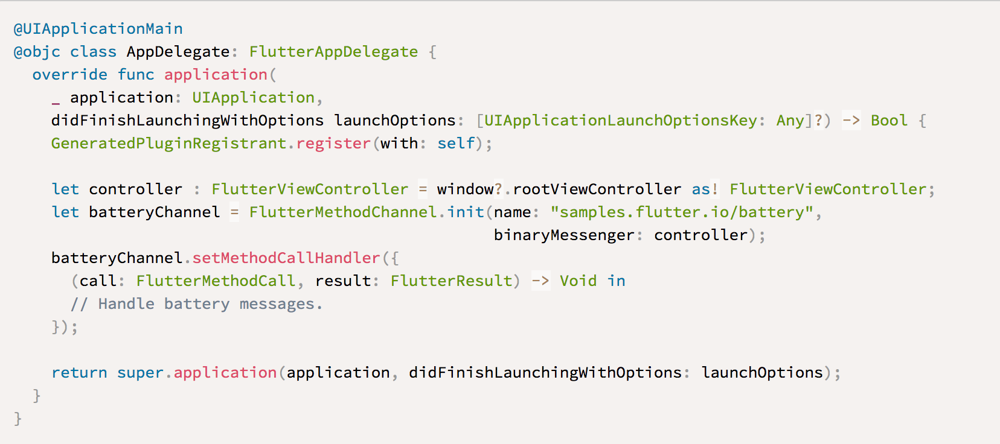 @UIApplicationMain
@objc class AppDelegate: FlutterAppDelegate {
  override func application(
    _ application: UIApplication,
    didFinishLaunchingWithOptions launchOptions: [UIApplicationLaunchOptionsKey: Any]?) -> Bool {
    GeneratedPluginRegistrant.register(with: self);

    let controller : FlutterViewController = window?.rootViewController as! FlutterViewController;
    let batteryChannel = FlutterMethodChannel.init(name: "samples.flutter.io/battery",
                                                   binaryMessenger: controller);
    batteryChannel.setMethodCallHandler({
      (call: FlutterMethodCall, result: FlutterResult) -> Void in
      // Handle battery messages.
    });

    return super.application(application, didFinishLaunchingWithOptions: launchOptions);
  }
}